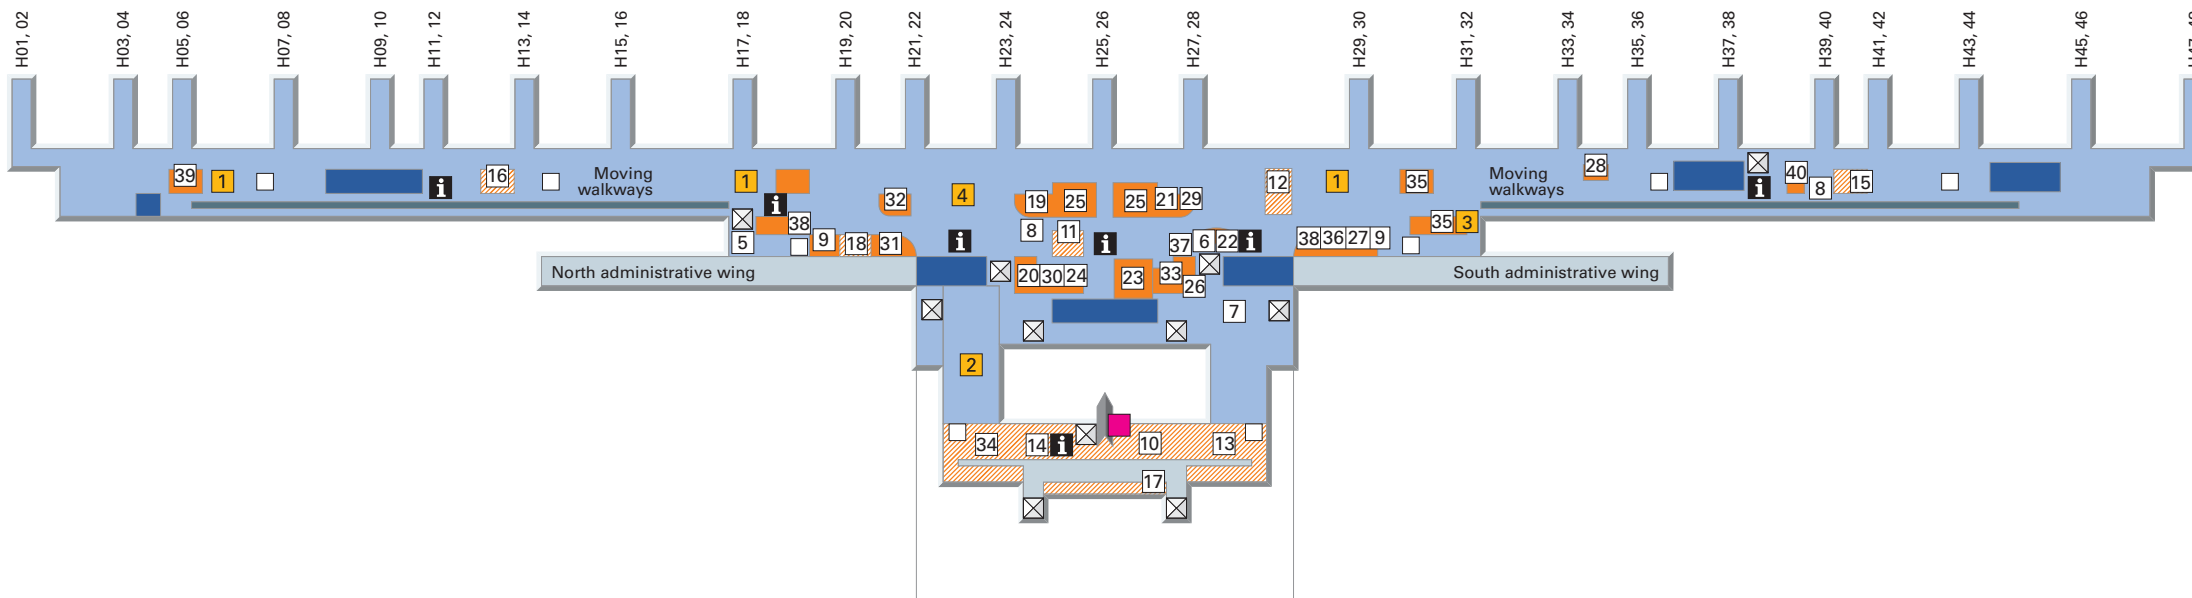 H01, 02
H03, 04
H05, 06
H07, 08
H09, 10
H11, 12
H13, 14
H15, 16
H17, 18
H19, 20
H21, 22
H23, 24
H25, 26
H27, 28
H29, 30
H31, 32
H33, 34
H35, 36
H37, 38
H39, 40
H41, 42
H43, 44
H45, 46
39
1
i
16
Moving
walkways
1
i
32
4
19
25
25
21
29
12
1
35
Moving
walkways
28
i
40
8
15
5
38
9
18
31
i
8
11
i
37
6
22
i
38
36
27
9
35
3
North administrative wing
20
30
24
23
33
26
South administrative wing
7
2
34
14
i
10
13
17